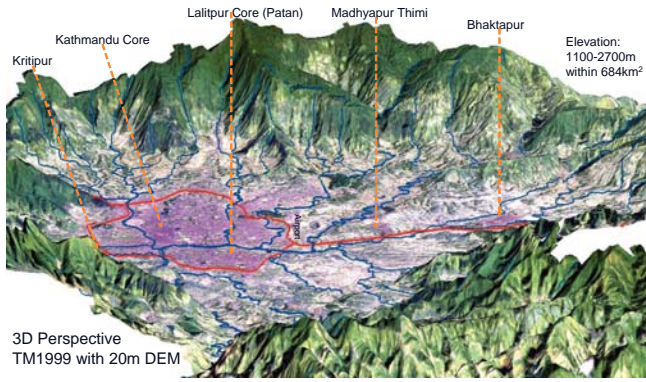 Lalitpur Core (Patan)
Madhyapur Thimi
Bhaktapur
Kathmandu Core
Kritipur
Elevation:
1100-2700m
within 684km²
Airport
3D Perspective
TM1999 with 20m DEM